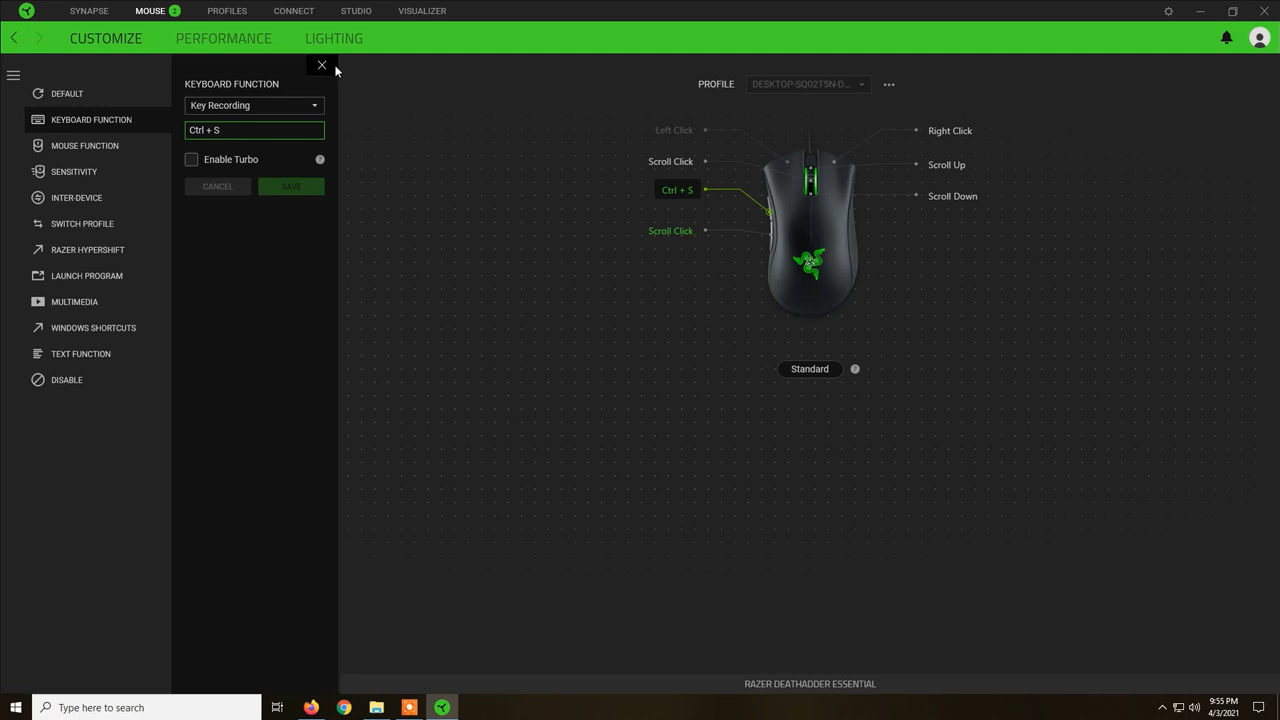 SYNAPSE MOUSE 2 PROFILES CONNECT STUDIO VISUALIZER
CUSTOMIZE PERFORMANCE LIGHTING
KEYBOARD FUNCTION
Key Recording
Ctrl + S
Enable Turbo ?
CANCEL SAVE
DEFAULT
KEYBOARD FUNCTION
MOUSE FUNCTION
SENSITIVITY
INTER-DEVICE
SWITCH PROFILE
RAZER HYPERSHIFT
LAUNCH PROGRAM
MULTIMEDIA
WINDOWS SHORTCUTS
TEXT FUNCTION
DISABLE
PROFILE DESKTOP-SQ02T5N-D...
Left Click
Scroll Click
Ctrl + S
Scroll Click
Right Click
Scroll Up
Scroll Down
Standard ?
RAZER DEATHADDER ESSENTIAL
Type here to search
9:55 PM
4/3/2021